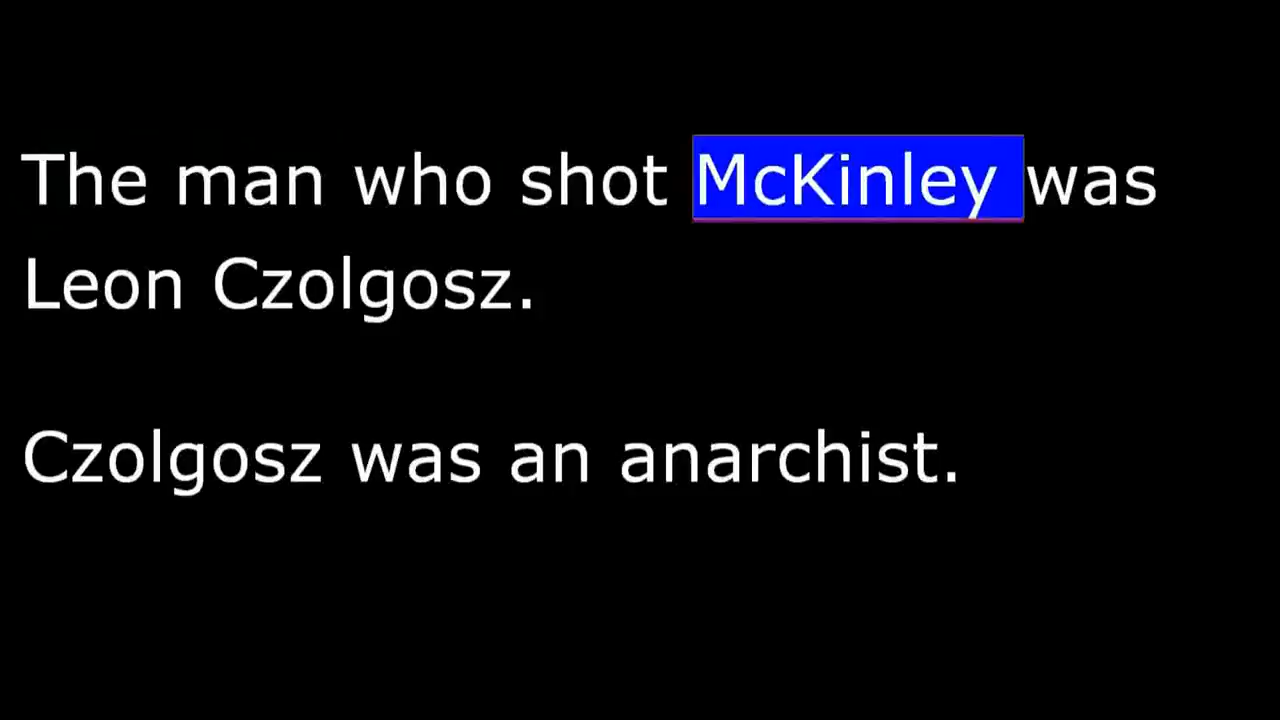 The man who shot McKinley was
Leon Czolgosz.
Czolgosz was an anarchist.